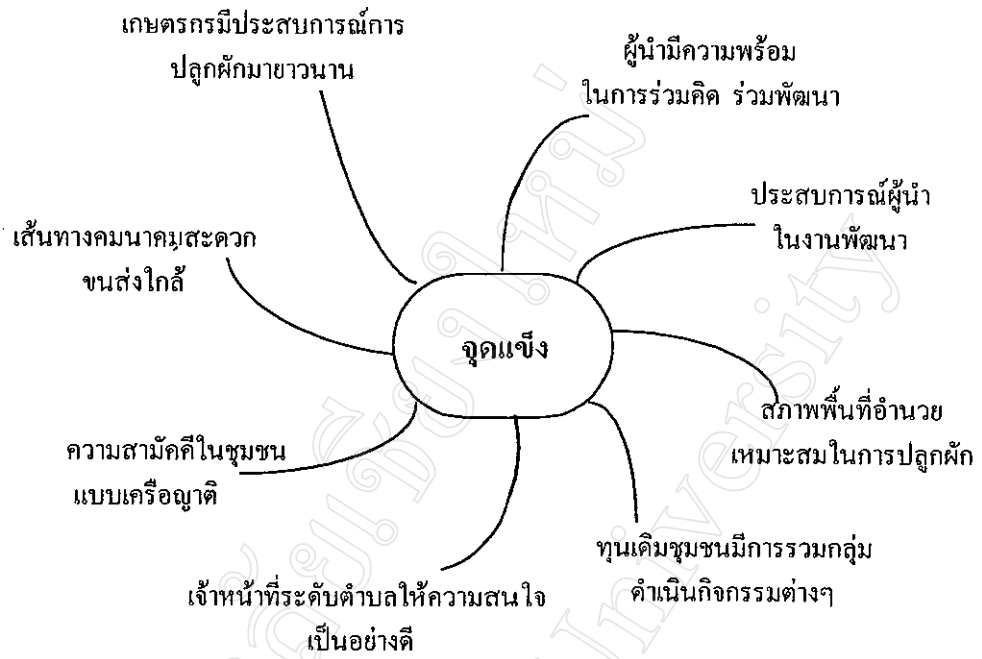 เกษตรกรมีประสบการณ์การ
ปลูกผักมายาวนาน
ผู้นำมีความพร้อม
ในการร่วมคิด ร่วมพัฒนา
ประสบการณ์ผู้นำ
ในงานพัฒนา
เส้นทางคมนาคมสะดวก
ขนส่งใกล้
จุดแข็ง
สภาพพื้นที่อำนวย
เหมาะสมในการปลูกผัก
ความสามัคคีในชุมชน
แบบเครือญาติ
ทุนเดิมชุมชนมีการรวมกลุ่ม
ดำเนินกิจกรรมต่างๆ
เจ้าหน้าที่ระดับตำบลให้ความสนใจ
เป็นอย่างดี
University